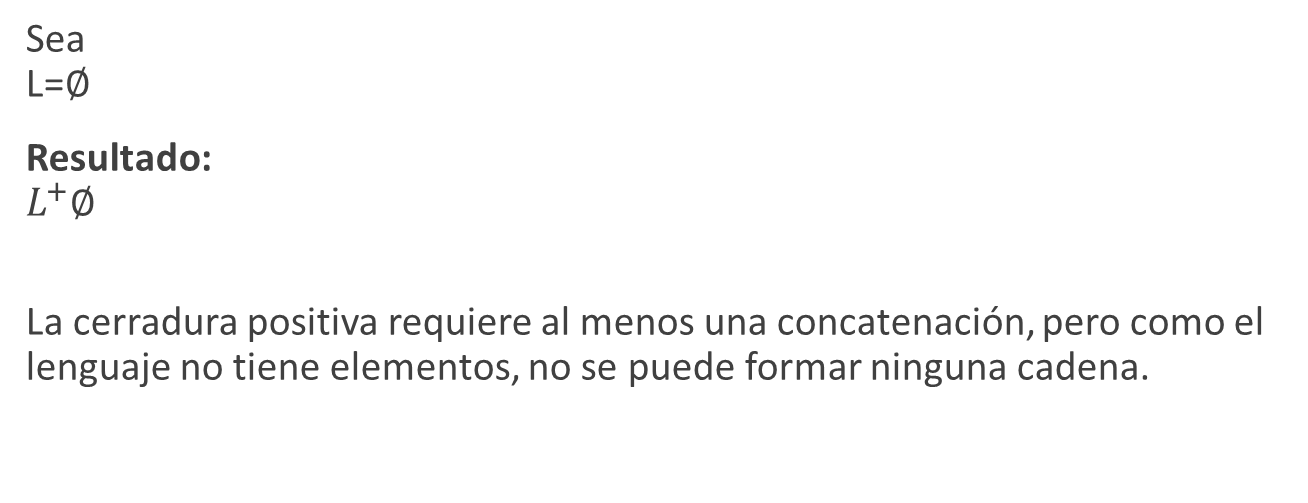 Sea
L=∅
Resultado:
L⁺∅
La cerradura positiva requiere al menos una concatenación, pero como el
lenguaje no tiene elementos, no se puede formar ninguna cadena.